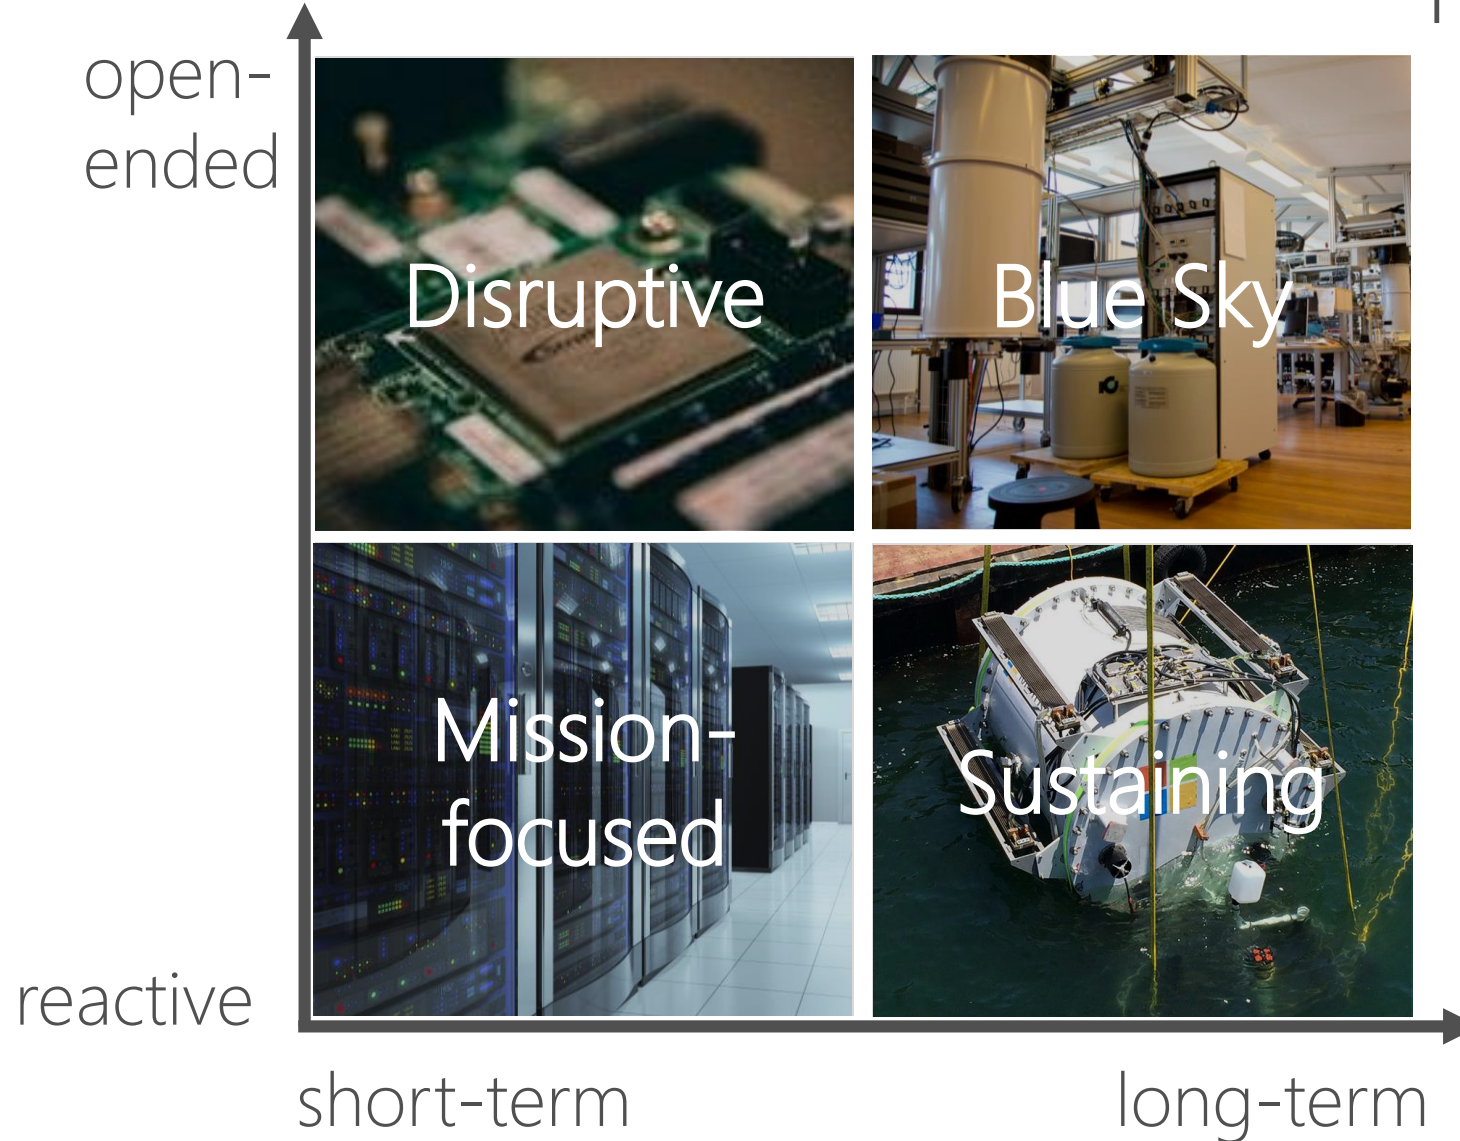 open-
ended
Disruptive
Blue Sky
Mission-
focused
Sustaining
reactive
short-term
long-term